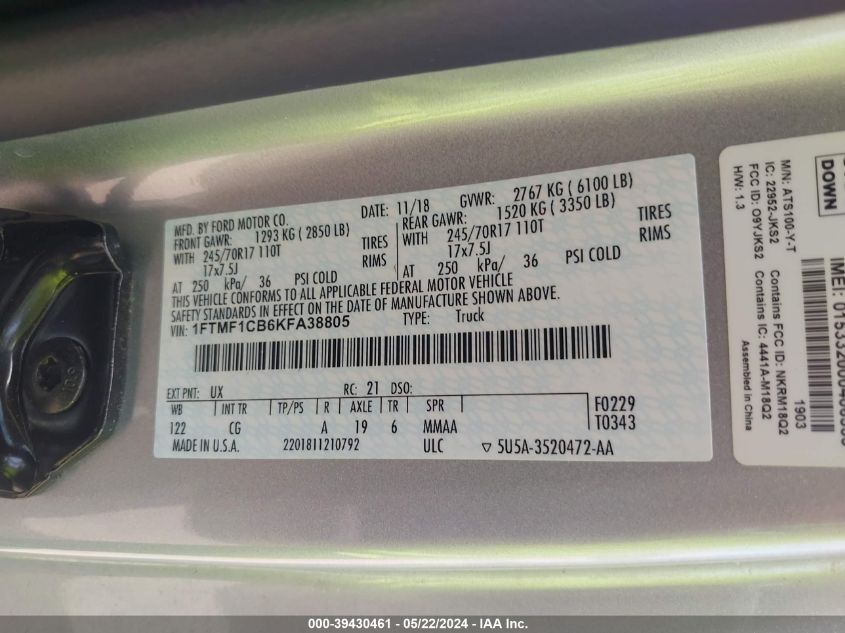 MFD. BY FORD MOTOR CO.
DATE: 11/18 GVWR: 2767 KG ( 6100 LB)
FRONT GAWR: 1293 KG ( 2850 LB) REAR GAWR: 1520 KG ( 3350 LB)
WITH 245/70R17 110T TIRES WITH 245/70R17 110T TIRES
17x7.5J RIMS 17x7.5J RIMS
AT 250 kPa/ 36 PSI COLD AT 250 kPa/ 36 PSI COLD
THIS VEHICLE CONFORMS TO ALL APPLICABLE FEDERAL MOTOR VEHICLE
SAFETY STANDARDS IN EFFECT ON THE DATE OF MANUFACTURE SHOWN ABOVE.
VIN: 1FTMF1CB6KFA38805 TYPE: Truck
EXT PNT: UX RC: 21 DSO:
WB INT TR TP/PS R AXLE TR SPR F0229
122 CG A 19 6 MMAA T0343
MADE IN U.S.A. 2201811210792 ULC ▽ 5U5A-3520472-AA
DOWN
M/N: ATS100-Y-T
IC: 22952-JKS2
FCC ID: O9YJKS2
H/W: 1.3
Contains FCC ID: NKRM18Q2
Contains IC: 4441A-M18Q2
Assembled in China
1903
000-39430461 - 05/22/2024 - IAA Inc.